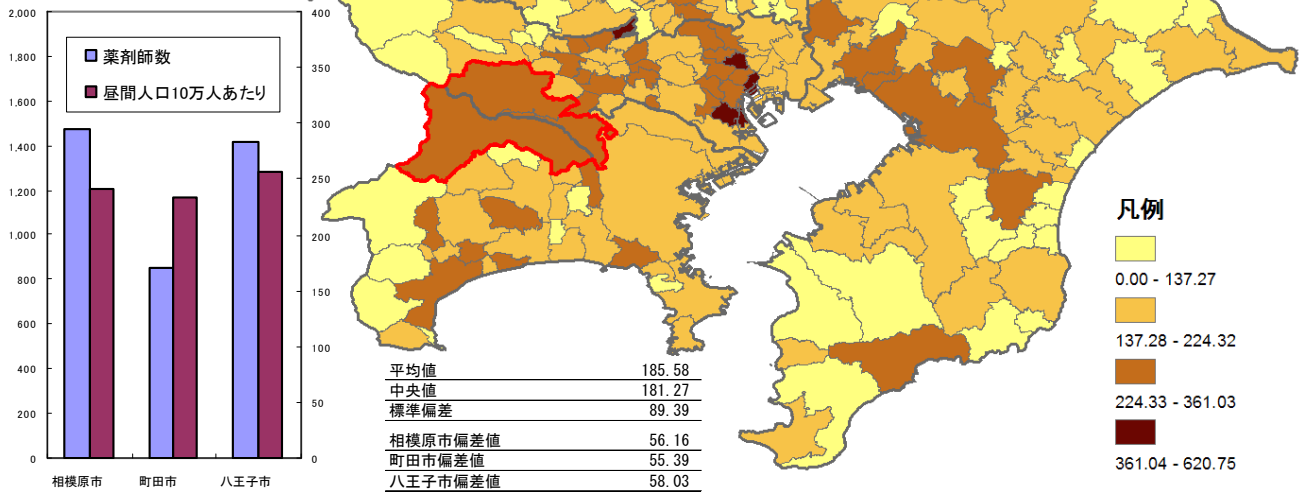 2,000
1,800
1,600
1,400
1,200
1,000
800
600
400
200
0
400
350
300
250
200
150
100
50
0
薬剤師数
昼間人口10万人あたり
相模原市
町田市
八王子市
平均値 185.58
中央値 181.27
標準偏差 89.39
相模原市偏差値 56.16
町田市偏差値 55.39
八王子市偏差値 58.03
凡例
0.00 - 137.27
137.28 - 224.32
224.33 - 361.03
361.04 - 620.75